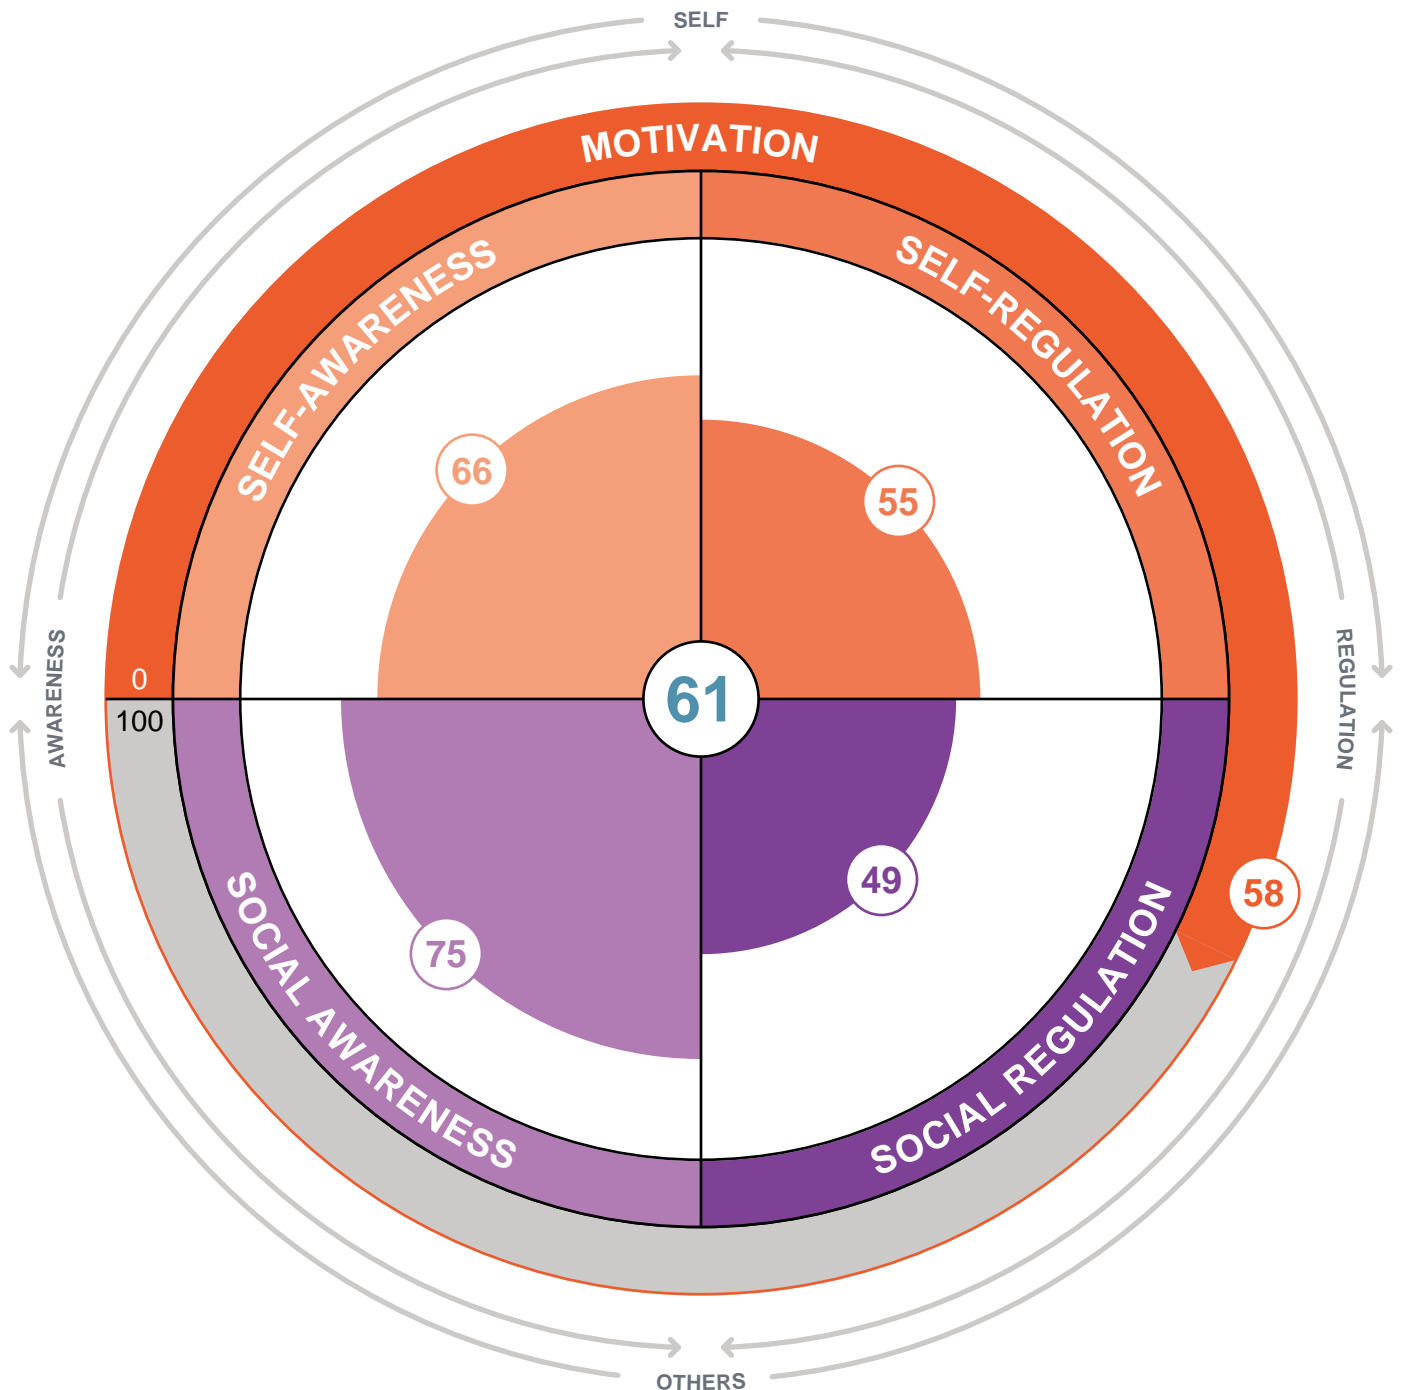 SELF
MOTIVATION
SELF-AWARENESS
SELF-REGULATION
66
55
AWARENESS
REGULATION
0
100
61
49
58
75
SOCIAL AWARENESS
SOCIAL REGULATION
OTHERS